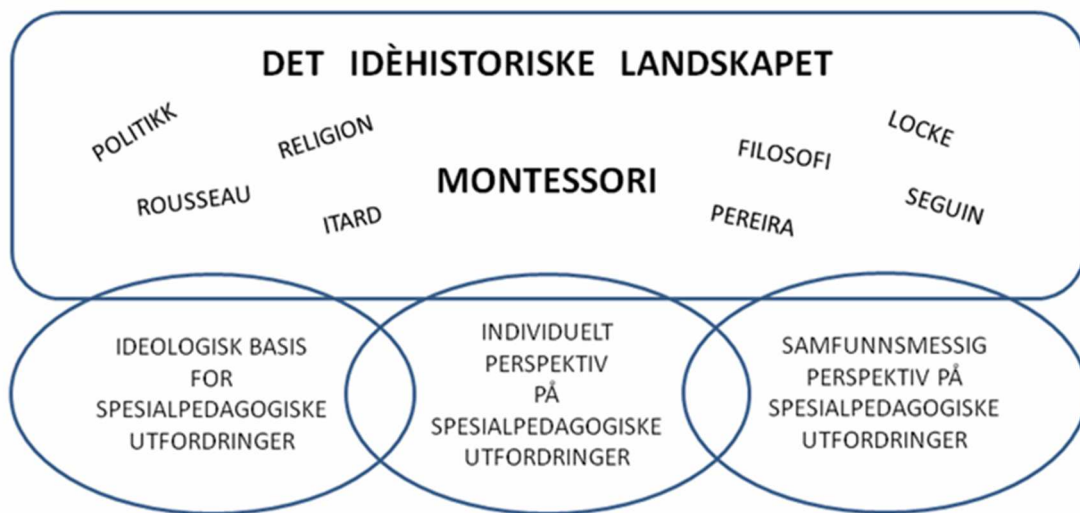 DET IDÈHISTORISKE LANDSKAPET
POLITIKK
RELIGION
ROUSSEAU
ITARD
MONTESSORI
FILOSOFI
LOCKE
PEREIRA
SEGUIN
IDEOLOGISK BASIS
FOR
SPESIALPEDAGOGISKE
UTFORDRINGER
INDIVIDUELT
PERSPEKTIV
PÅ
SPESIALPEDAGOGISKE
UTFORDRINGER
SAMFUNNSMESSIG
PERSPEKTIV PÅ
SPESIALPEDAGOGISKE
UTFORDRINGER